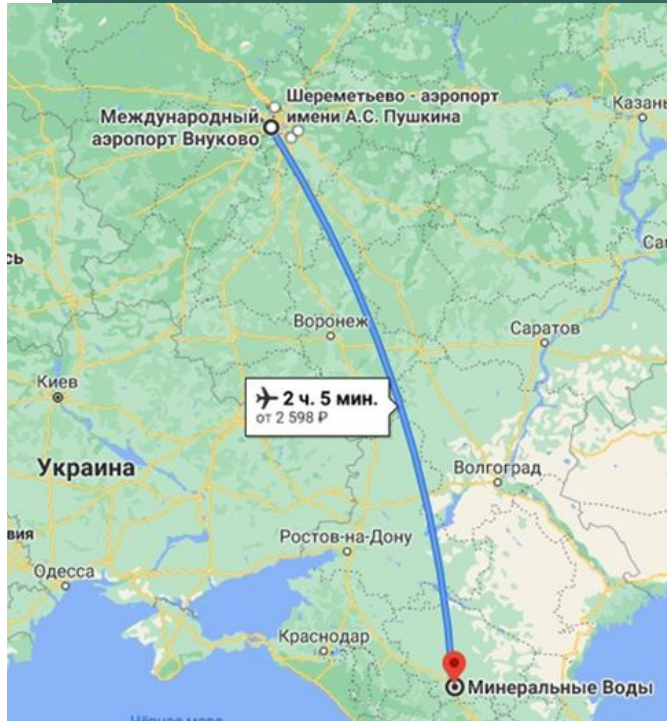 Шереметьево - аэропорт
имени А.С. Пушкина
Международный
аэропорт Внуково
Казань
Воронеж
Саратов
Киев
2 ч. 5 мин.
от 2 598 ₽
Украина
Волгоград
Ростов-на-Дону
Одесса
Краснодар
Минеральные Воды